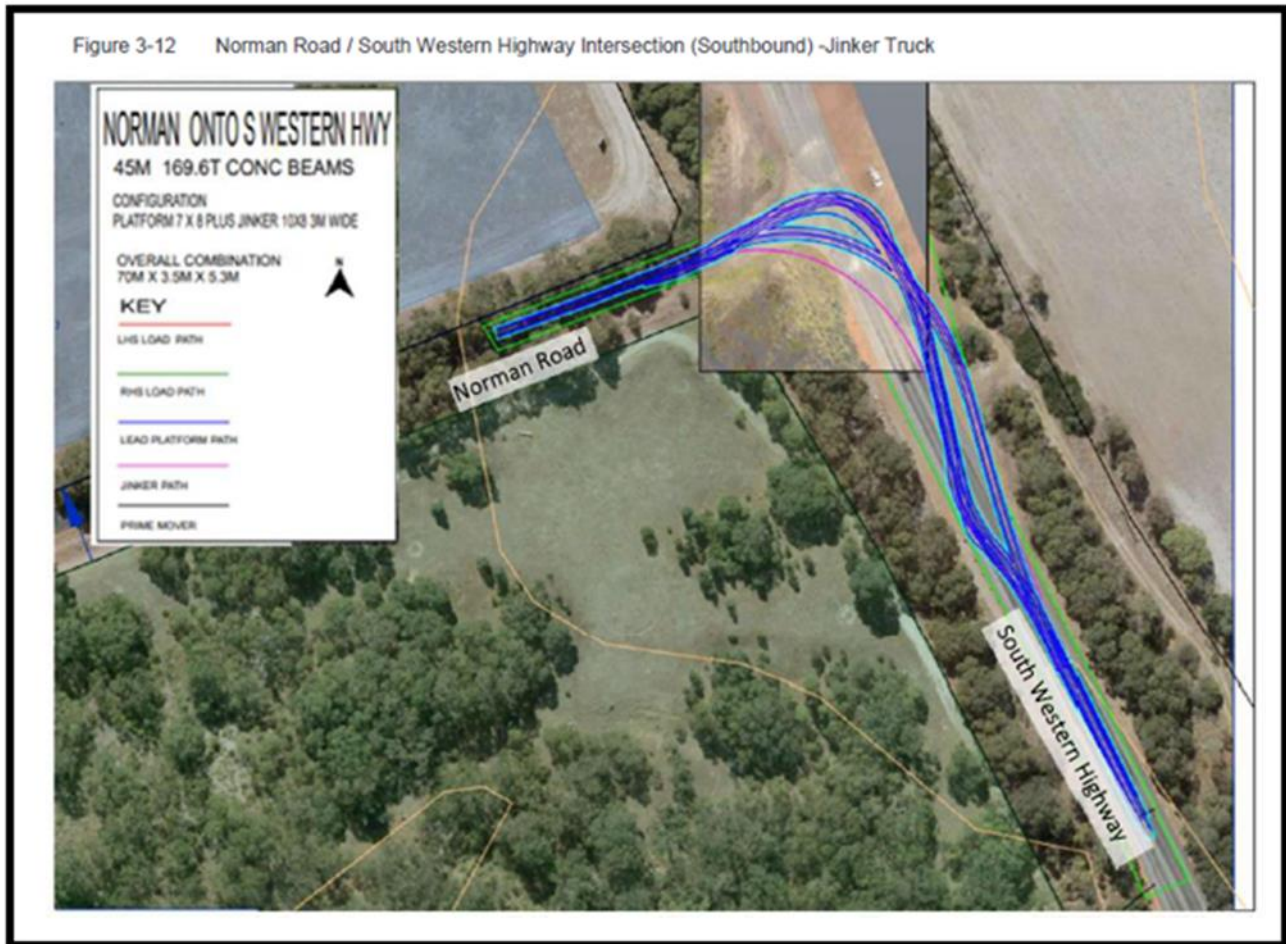 Figure 3-12 Norman Road / South Western Highway Intersection (Southbound) -Jinker Truck
NORMAN ONTO S WESTERN HWY
45M 169.6T CONC BEAMS
CONFIGURATION
PLATFORM 7 X 8 PLUS JINKER 10X8 3M WIDE
OVERALL COMBINATION
70M X 3.5M X 5.3M
N
KEY
LHS LOAD PATH
RHS LOAD PATH
LEAD PLATFORM PATH
JINKER PATH
PRIME MOVER
Norman Road
South Western Highway